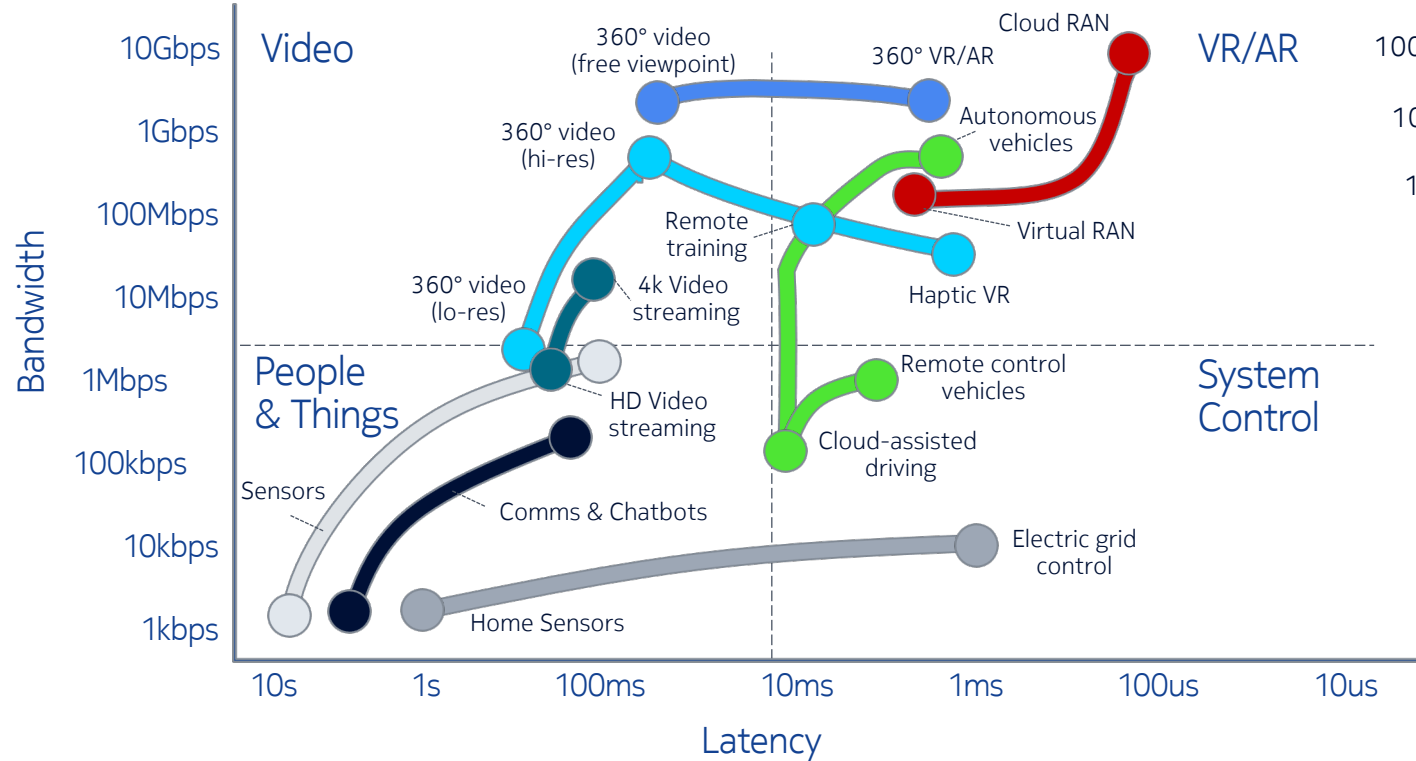 Cloud RAN
10Gbps
Video
360° video
(free viewpoint)
360° VR/AR
VR/AR
1Gbps
360° video
(hi-res)
Autonomous
vehicles
100Mbps
Remote
training
Virtual RAN
Bandwidth
10Mbps
360° video
(lo-res)
4k Video
streaming
Haptic VR
1Mbps
People
& Things
HD Video
streaming
Remote control
vehicles
System
Control
100kbps
Cloud-assisted
driving
Sensors
Comms & Chatbots
10kbps
Electric grid
control
1kbps
Home Sensors
10s
1s
100ms
10ms
1ms
100us
10us
Latency